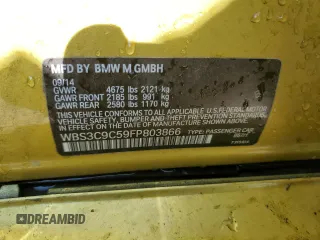 MFD BY BMW M GMBH
09/14
GVWR 4675 lbs 2121 kg
GAWR FRONT 2185 lbs 991 kg
GAWR REAR 2580 lbs 1170 kg
THIS VEHICLE CONFORMS TO ALL APPLICABLE FEDERAL MOTOR
VEHICLE SAFETY, BUMPER, AND THEFT PREVENTION STANDARDS
IN EFFECT ON THE DATE OF MANUFACTURE SHOWN ABOVE.
WBS3C9C59FP803866 TYPE: PASSENGER CAR
DREAMBID
DREAMBID